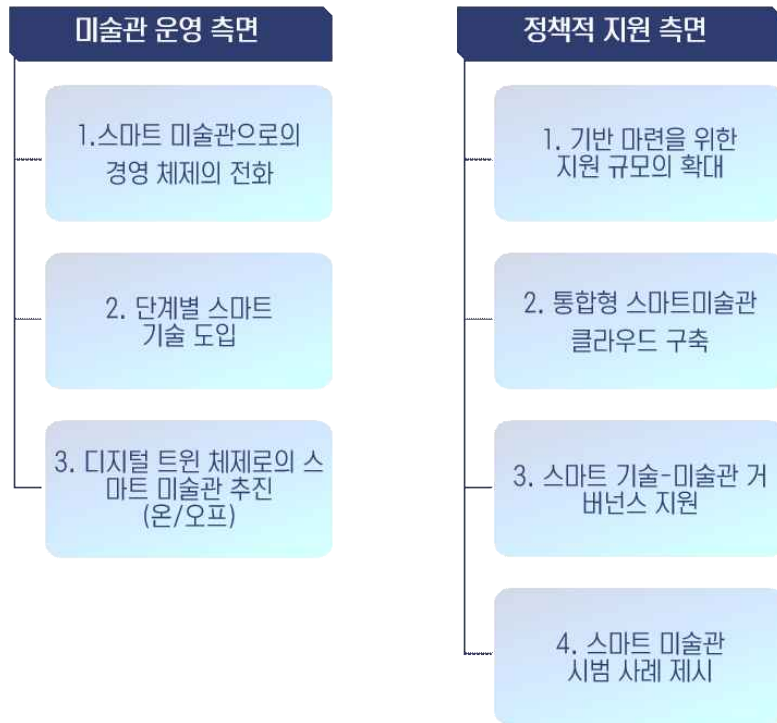 미술관 운영 측면
1.스마트 미술관으로의
경영 체제의 전화
2. 단계별 스마트
기술 도입
3. 디지털 트윈 체제로의 스
마트 미술관 추진
(온/오프)
정책적 지원 측면
1. 기반 마련을 위한
지원 규모의 확대
2. 통합형 스마트미술관
클라우드 구축
3. 스마트 기술-미술관 거
버넌스 지원
4. 스마트 미술관
시범 사례 제시